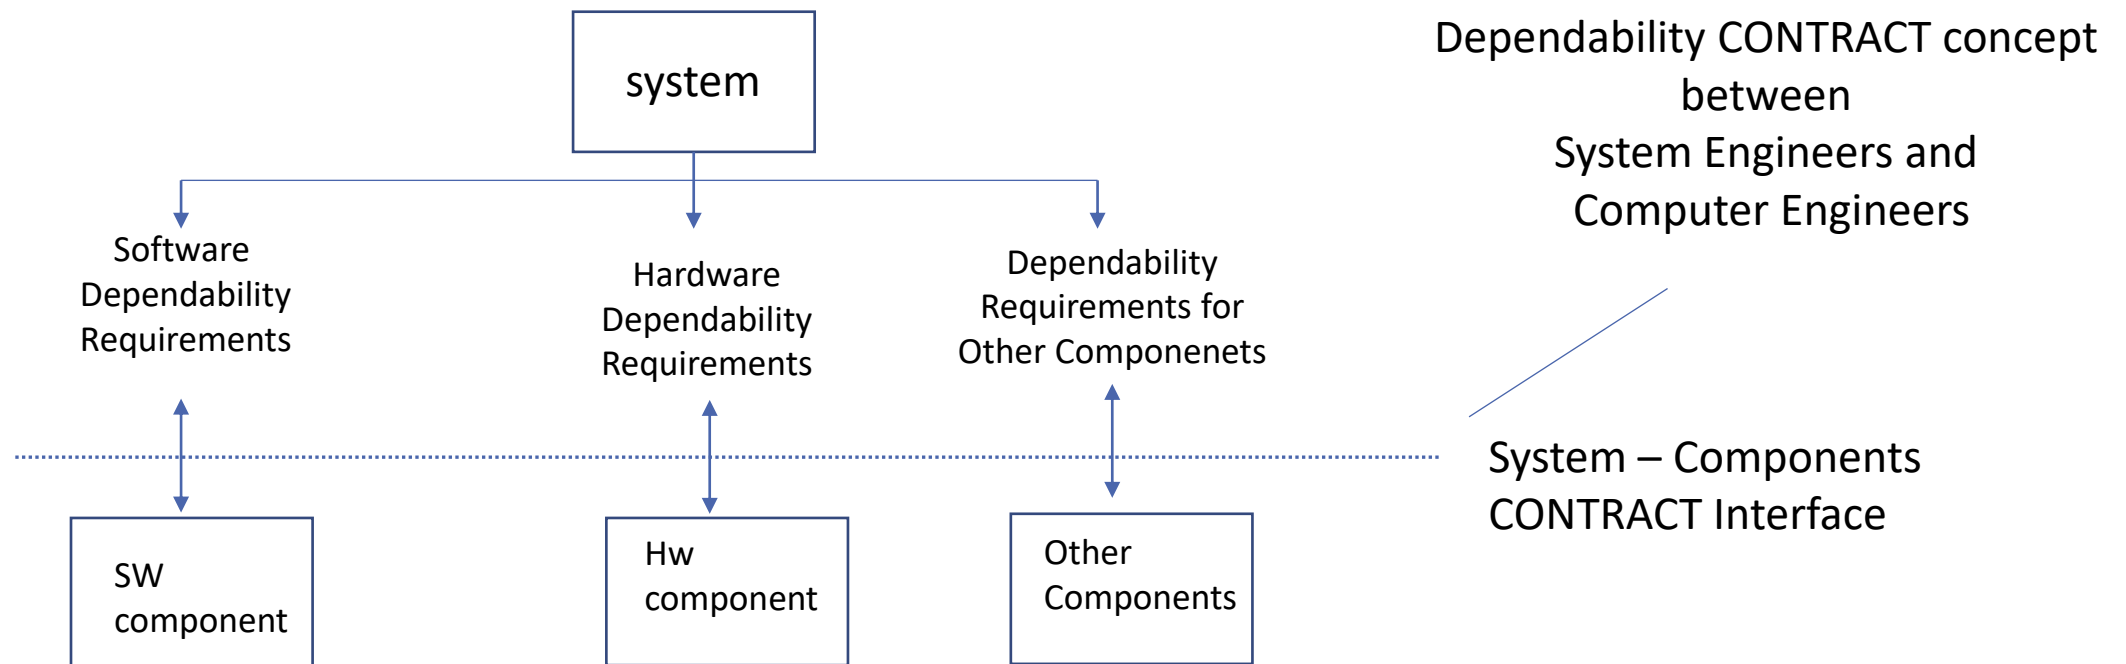 system
Dependability CONTRACT concept
between
System Engineers and
Computer Engineers
Software
Dependability
Requirements
Hardware
Dependability
Requirements
Dependability
Requirements for
Other Componenets
System – Components
CONTRACT Interface
SW
component
Hw
component
Other
Components